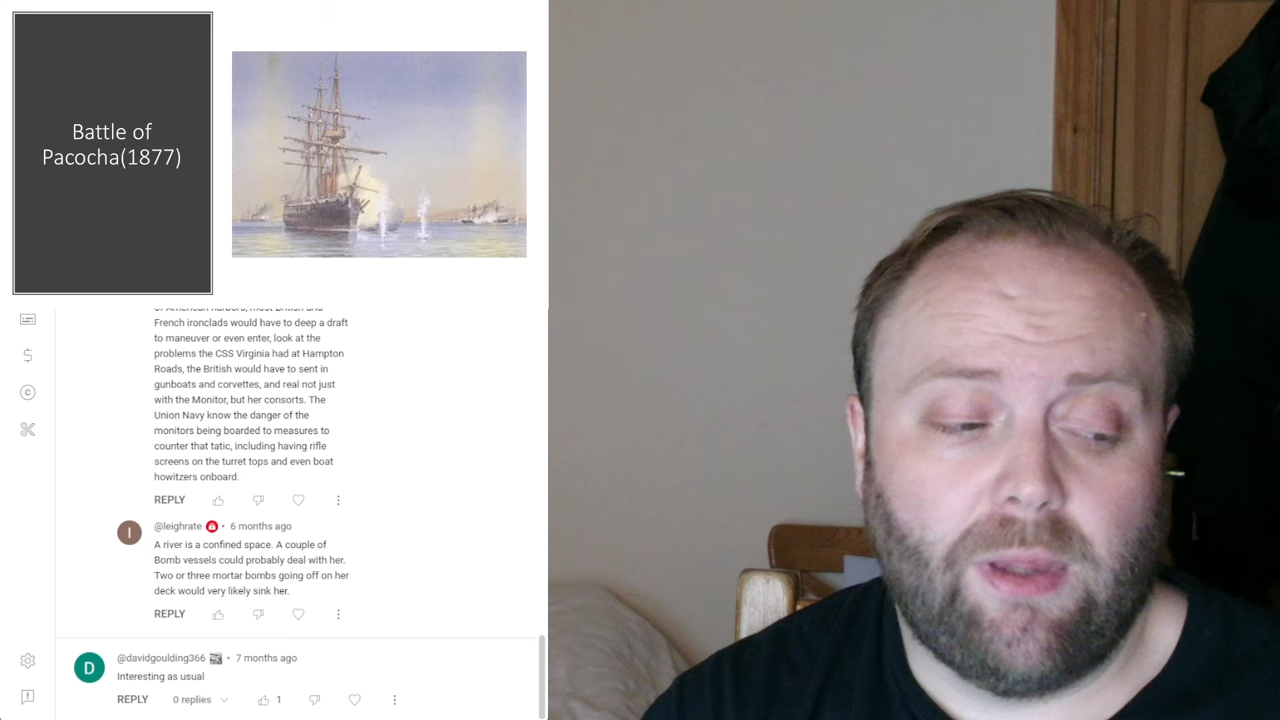 Battle of
Pacocha(1877)
of American harbors, most British and
French ironclads would have to deep a draft
to maneuver or even enter, look at the
problems the CSS Virginia had at Hampton
Roads, the British would have to sent in
gunboats and corvettes, and real not just
with the Monitor, but her consorts. The
Union Navy know the danger of the
monitors being boarded to measures to
counter that tatic, including having rifle
screens on the turret tops and even boat
howitzers onboard.
REPLY
@leighrate • 6 months ago
A river is a confined space. A couple of
Bomb vessels could probably deal with her.
Two or three mortar bombs going off on her
deck would very likely sink her.
REPLY
D
@davidgoulding366 • 7 months ago
Interesting as usual
REPLY 0 replies 1